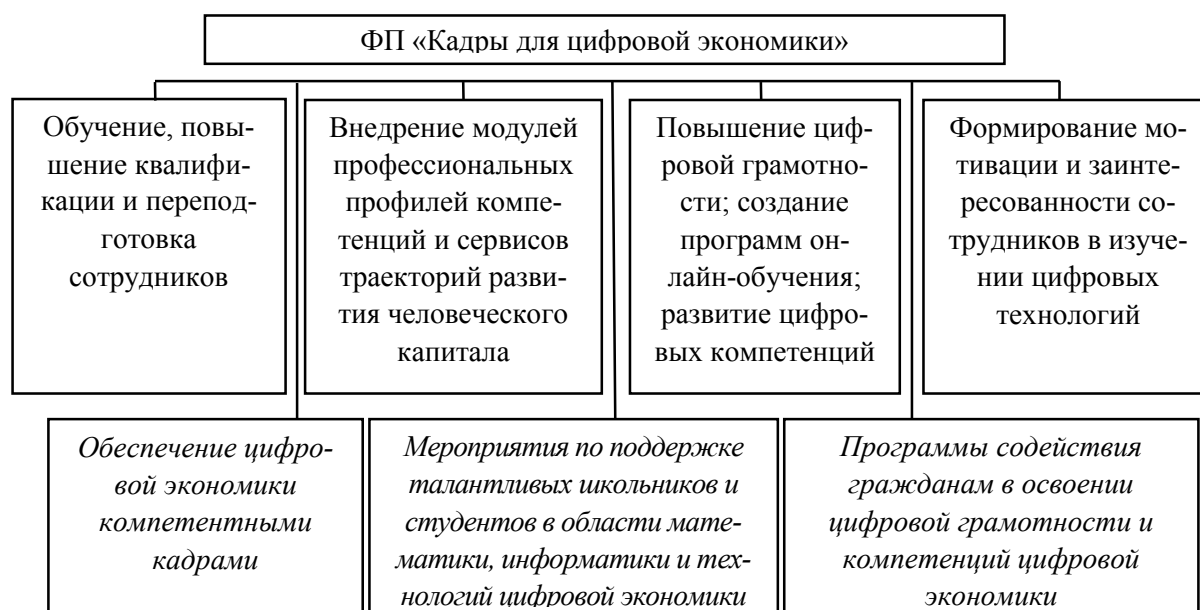 ФП «Кадры для цифровой экономики»
Обучение, повы-
шение квалифи-
кации и переподготовка
сотрудников
Внедрение модулей
профессиональных
профилей компе-
тенций и сервисов
траекторий разви-
тия человеческого
капитала
Повышение циф-
ровой грамотно-
сти; создание
программ он-
лайн-обучения;
развитие цифро-
вых компетенций
Формирование мо-
тивации и заинте-
ресованности со-
трудников в изуче-
нии цифровых
технологий
Обеспечение цифро-
вой экономики
компетентными
кадрами
Мероприятия по поддержке
талантливых школьников и
студентов в области мате-
матики, информатики и тех-
нологий цифровой экономики
Программы содействия
гражданам в освоении
цифровой грамотности и
компетенций цифровой
экономики